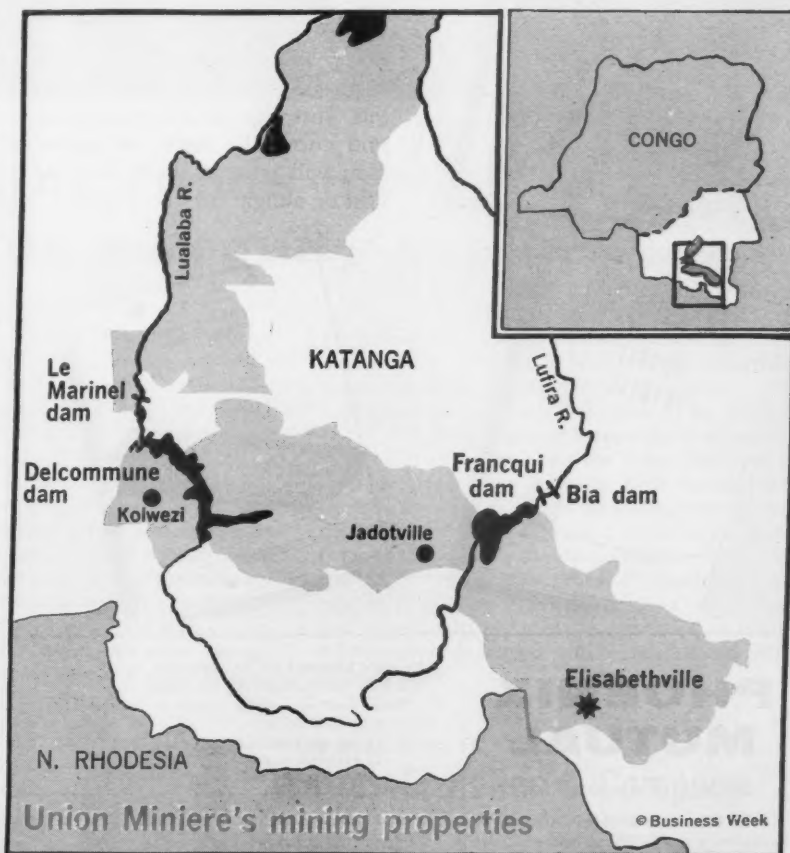 CONGO
Lualaba R.
KATANGA
Lufira R.
Le
Marinel
dam
Delcommune
dam
Kolwezi
Jadotville
Francqui
dam
Bia dam
Elisabethville
N. RHODESIA
Union Miniere's mining properties
© Business Week